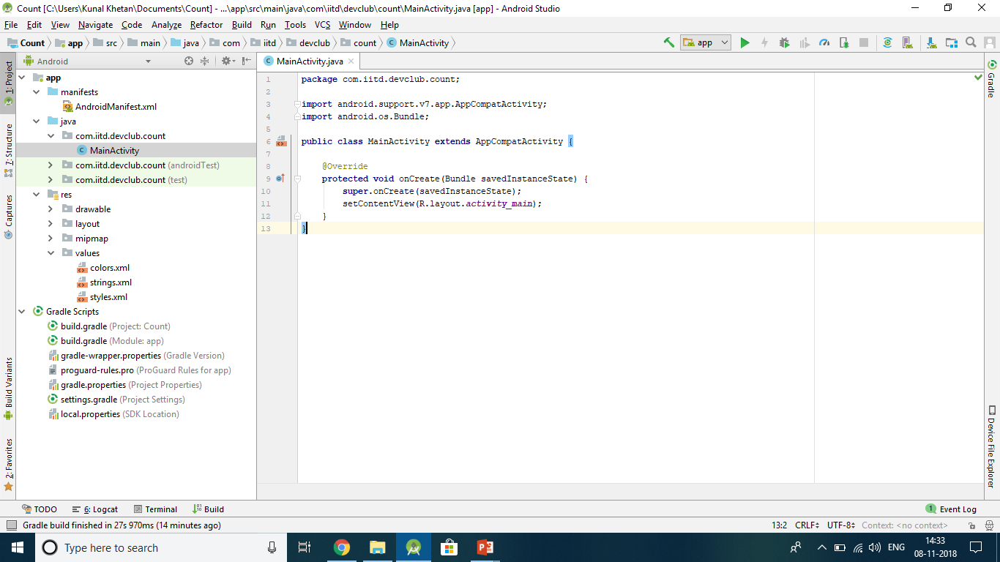 Count [C:\Users\Kunal Khetan\Documents\Count] - ...\app\src\main\java\com\iitd\devclub\count\MainActivity.java [app] - Android Studio
File Edit View Navigate Code Analyze Refactor Build Run Tools VCS Window Help
Count app src main java com iitd devclub count MainActivity app
Android
MainActivity.java
1: Project
7: Structure
Captures
Build Variants
2: Favorites
app
manifests
AndroidManifest.xml
java
com.iitd.devclub.count
MainActivity
com.iitd.devclub.count (androidTest)
com.iitd.devclub.count (test)
res
drawable
layout
mipmap
values
colors.xml
strings.xml
styles.xml
Gradle Scripts
build.gradle (Project: Count)
build.gradle (Module: app)
gradle-wrapper.properties (Gradle Version)
proguard-rules.pro (ProGuard Rules for app)
gradle.properties (Project Properties)
settings.gradle (Project Settings)
local.properties (SDK Location)
1 package com.iitd.devclub.count;
2
3 import android.support.v7.app.AppCompatActivity;
4 import android.os.Bundle;
5
6 public class MainActivity extends AppCompatActivity {
7
8 @Override
9 protected void onCreate(Bundle savedInstanceState) {
10 super.onCreate(savedInstanceState);
11 setContentView(R.layout.activity_main);
12 }
13 }
Gradle
Device File Explorer
TODO 6: Logcat Terminal Build 1 Event Log
Gradle build finished in 27s 970ms (14 minutes ago) 13:2 CRLF UTF-8 Context: <no context>
Type here to search ENG 14:33
08-11-2018